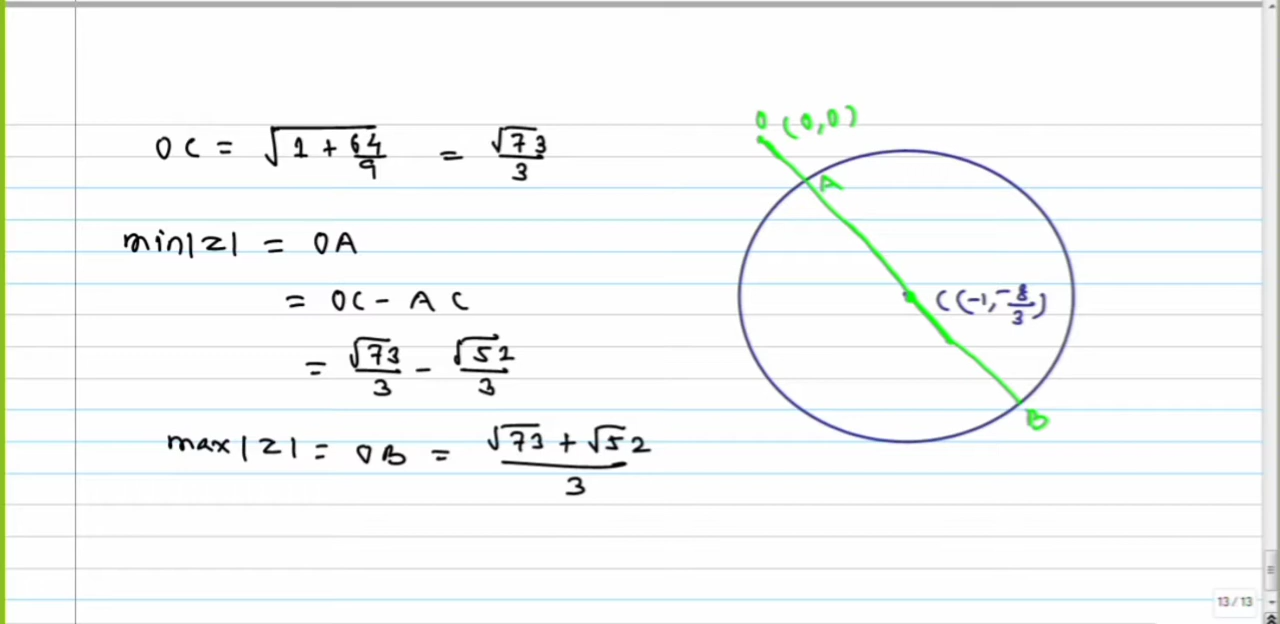 OC = √(1 + 64/9) = √73/3
min|z| = OA
= OC - AC
= √73/3 - √52/3
max|z| = OB = (√73 + √52)/3
O (0,0)
A
C(-1, -8/3)
B
13/13